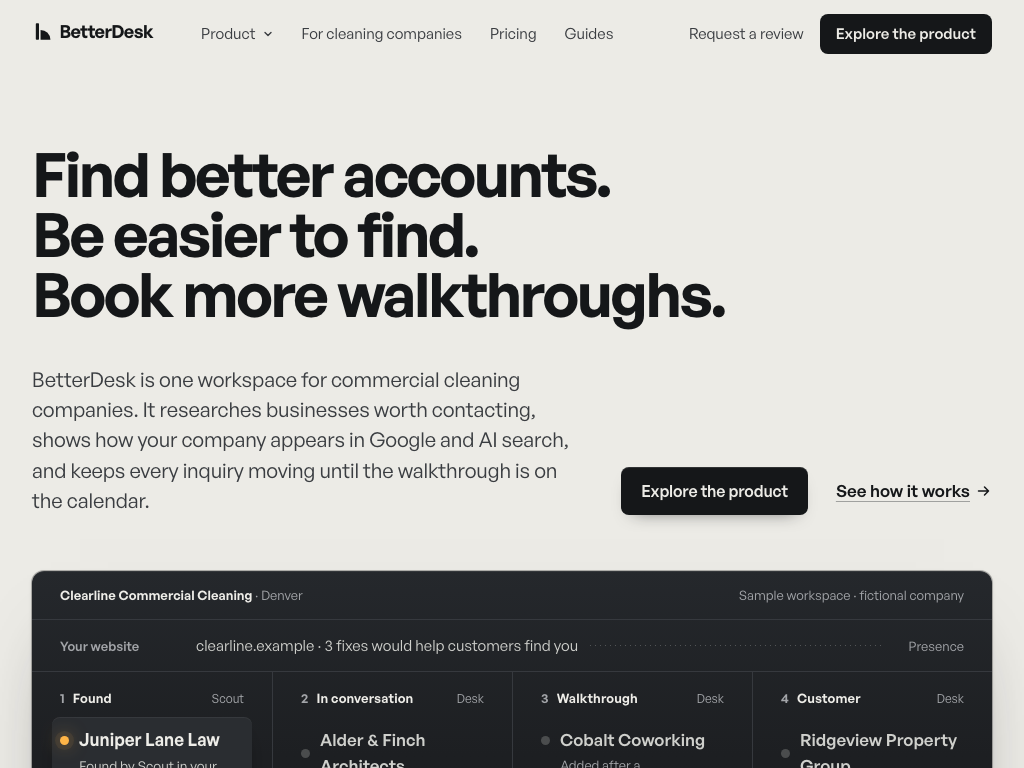 BetterDesk
Product
For cleaning companies
Pricing
Guides
Request a review
Explore the product
Find better accounts.
Be easier to find.
Book more walkthroughs.
BetterDesk is one workspace for commercial cleaning
companies. It researches businesses worth contacting,
shows how your company appears in Google and AI search,
and keeps every inquiry moving until the walkthrough is on
the calendar.
Explore the product
See how it works →
Clearline Commercial Cleaning · Denver
Sample workspace · fictional company
Your website
clearline.example · 3 fixes would help customers find you
Presence
1 Found
Scout
Juniper Lane Law
Found by Scout in your
2 In conversation
Desk
Alder & Finch
Architects
3 Walkthrough
Desk
Cobalt Coworking
Added after a
4 Customer
Desk
Ridgeview Property
Group